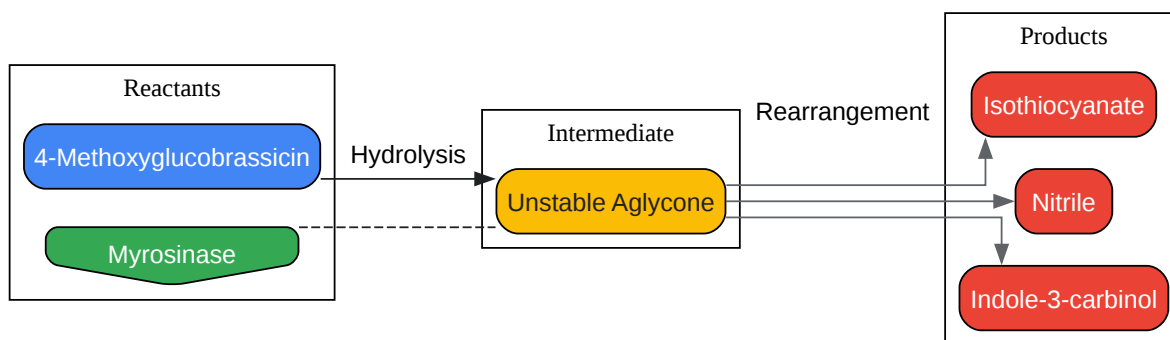 Reactants
4-Methoxyglucobrassicin
Myrosinase
Hydrolysis
Intermediate
Unstable Aglycone
Rearrangement
Products
Isothiocyanate
Nitrile
Indole-3-carbinol